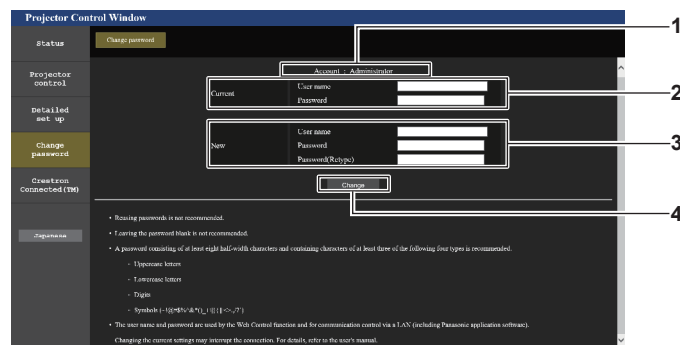 Projector Control Window
Status
Change password
1
Account : Administrator
Projector
control
Current
User name
Password
2
Detailed
set up
New
User name
Password
Password(Retype)
3
Change
password
Change
4
Crestron
Connected(TM)
Japanese
• Reusing passwords is not recommended.
• Leaving the password blank is not recommended.
• A password consisting of at least eight half-width characters and containing characters of at least three of the following four types is recommended.
- Uppercase letters
- Lowercase letters
- Digits
- Symbols
• The user name and password are used by the Web Control function and for communication control via a LAN (including Panasonic application software).
Changing the current settings may interrupt the connection. For details, refer to the user's manual.